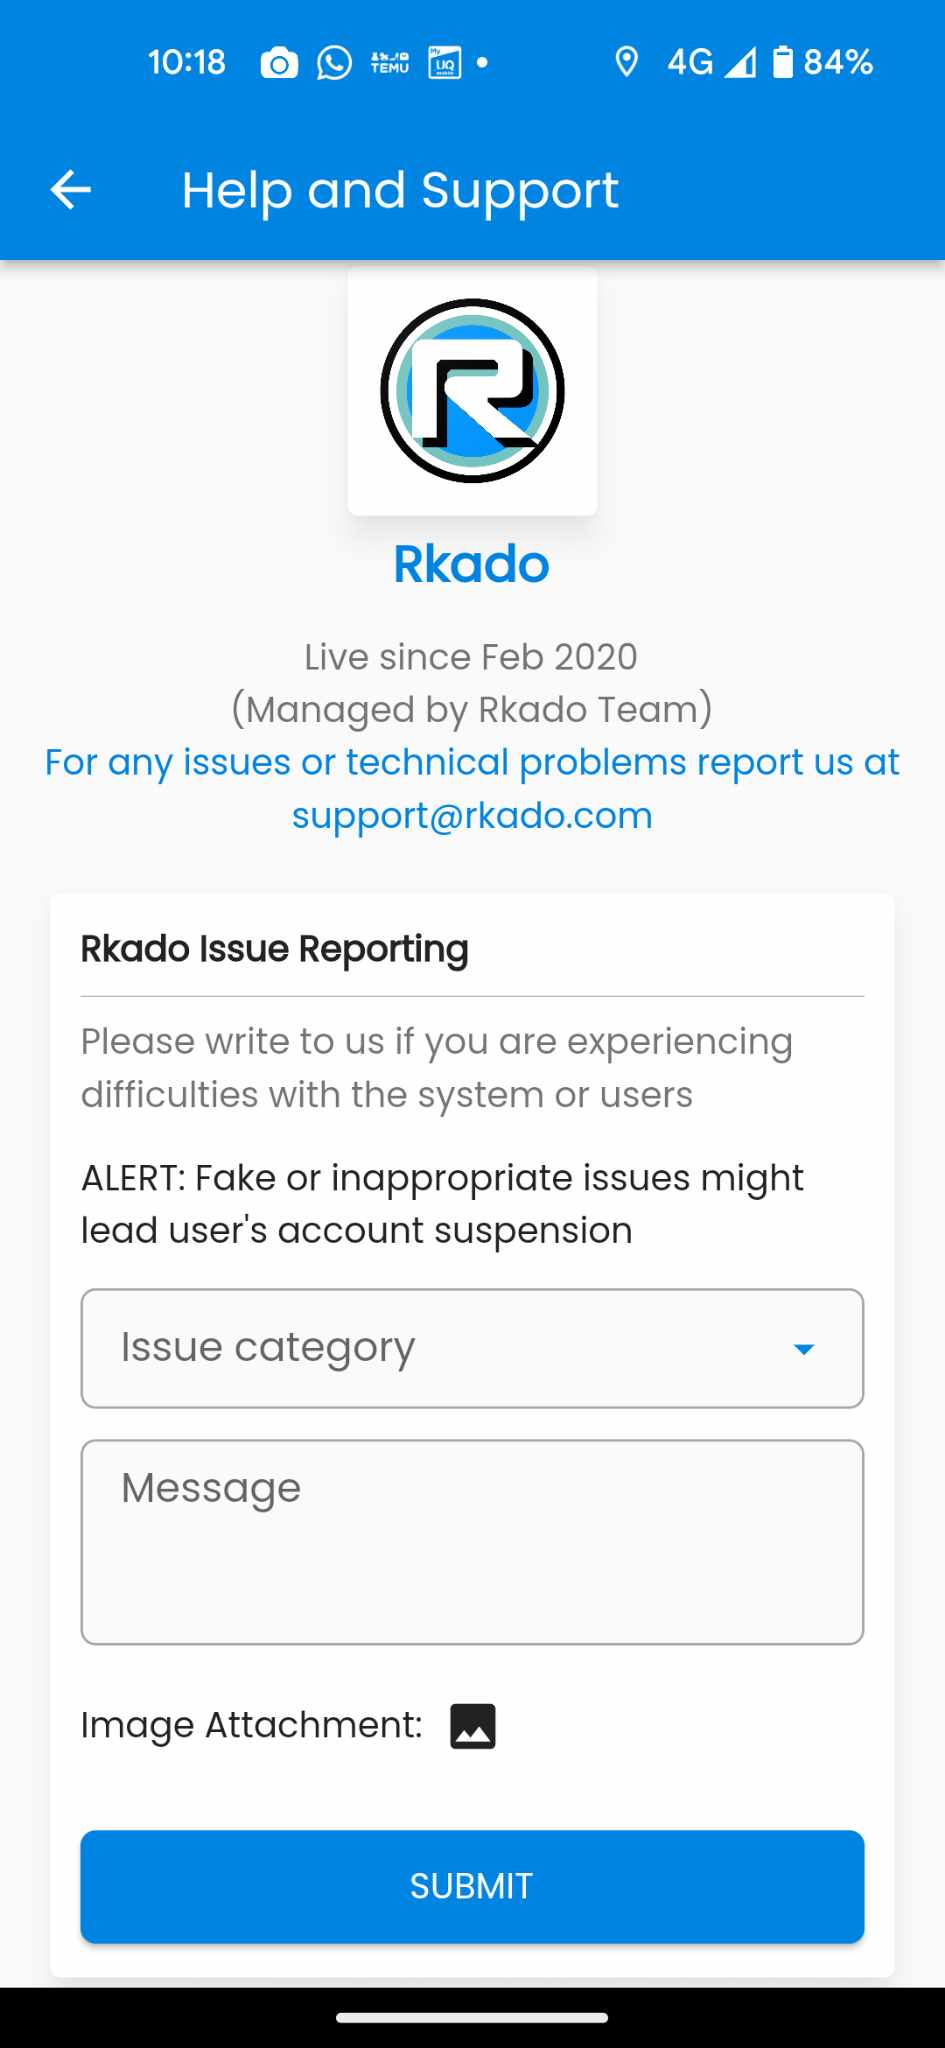 10:18 TEMU My UQ mobile 4G 84%
Help and Support
R
Rkado
Live since Feb 2020
(Managed by Rkado Team)
For any issues or technical problems report us at
support@rkado.com
Rkado Issue Reporting
Please write to us if you are experiencing
difficulties with the system or users
ALERT: Fake or inappropriate issues might
lead user's account suspension
Issue category
Message
Image Attachment:
SUBMIT